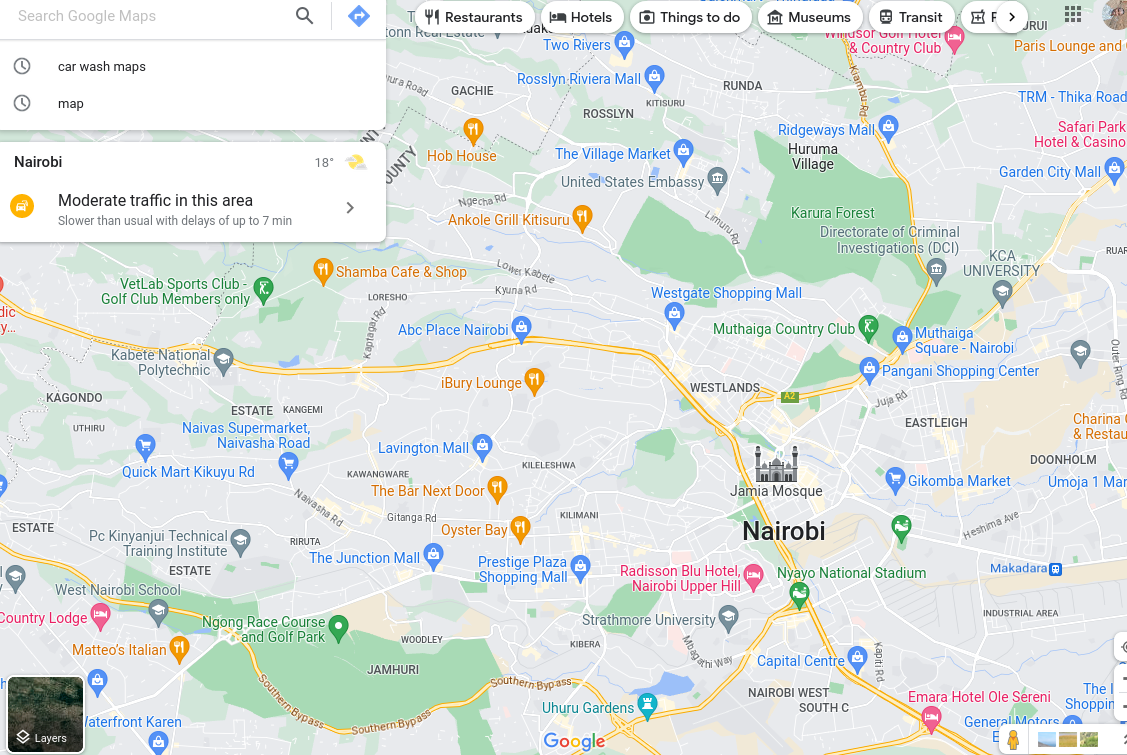 Search Google Maps
Restaurants
Hotels
Things to do
Museums
Transit
car wash maps
map
Nairobi
18°
Moderate traffic in this area
Slower than usual with delays of up to 7 min
Two Rivers
& Country Club
Paris Lounge and
Rosslyn Riviera Mall
GACHIE
KITISURU
RUNDA
Kiambu Rd
TRM - Thika Road
ROSSLYN
Hob House
Ridgeways Mall
Safari Park
Hotel & Casino
The Village Market
Huruma
Village
Garden City Mall
United States Embassy
Ngecha Rd
Ankole Grill Kitisuru
Limuru Rd
Karura Forest
Directorate of Criminal
Investigations (DCI)
KCA
UNIVERSITY
Shamba Cafe & Shop
Lower Kabete
Kyuna Rd
VetLab Sports Club -
Golf Club Members only
LORESHO
Westgate Shopping Mall
Kaptagat Rd
Abc Place Nairobi
Muthaiga Country Club
Muthaiga
Square - Nairobi
Outer Ring
Kabete National
Polytechnic
Pangani Shopping Center
iBury Lounge
WESTLANDS
A2
Juja Rd
KAGONDO
ESTATE
KANGEMI
EASTLEIGH
UTHIRU
Naivas Supermarket,
Naivasha Road
Lavington Mall
KILELESHWA
DOONHOLM
Quick Mart Kikuyu Rd
KAWANGWARE
The Bär Next Door
Jamia Mosque
Gikomba Market
Umoja 1 Mar
Naivasha Rd
Gitanga Rd
KILIMANI
ESTATE
Oyster Bay
Nairobi
Heshima Ave
Pc Kinyanjui Technical
Training Institute
RIRUTA
The Junction Mall
Prestige Plaza
Shopping Mall
Radisson Blu Hotel,
Nairobi Upper Hill
Nyayo National Stadium
Makadara
ESTATE
West Nairobi School
Country Lodge
Ngong Race Course
and Golf Park
Strathmore University
INDUSTRIAL AREA
WOODLEY
KIBERA
Mbagathi Way
Kapiti Rd
Matteo's Italian
JAMHURI
Capital Centre
Southern Bypass
Southern Bypass
Southern Bypass
NAIROBI WEST
SOUTH C
Emara Hotel Ole Sereni
Uhuru Gardens
General Motors
Waterfront Karen
Layers
Google